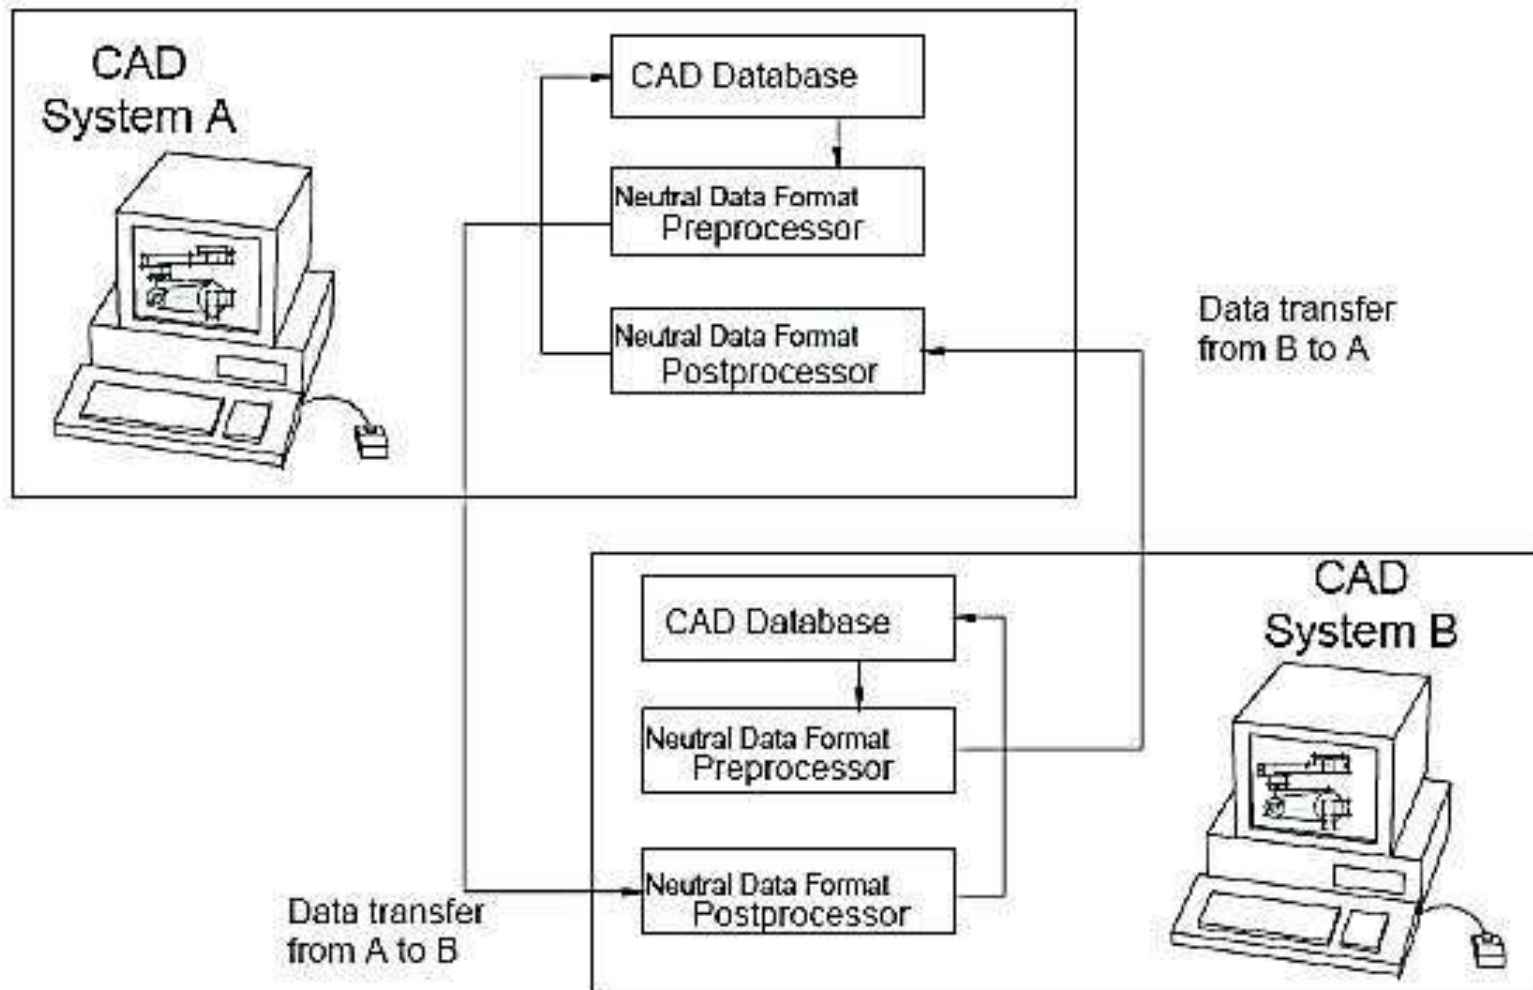 CAD
System A
CAD Database
Neutral Data Format
Preprocessor
Neutral Data Format
Postprocessor
Data transfer
from B to A
CAD
System B
CAD Database
Neutral Data Format
Preprocessor
Neutral Data Format
Postprocessor
Data transfer
from A to B